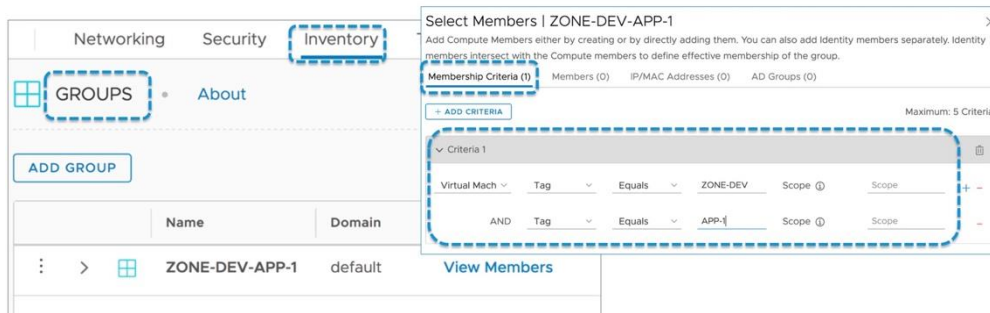 Networking Security Inventory
GROUPS • About
ADD GROUP
Name Domain
ZONE-DEV-APP-1 default View Members
Select Members | ZONE-DEV-APP-1
Add Compute Members either by creating or by directly adding them. You can also add Identity members separately. Identity
members intersect with the Compute members to define effective membership of the group.
Membership Criteria (1) Members (0) IP/MAC Addresses (0) AD Groups (0)
+ ADD CRITERIA Maximum: 5 Criteria
Criteria 1
Virtual Mach Tag Equals ZONE-DEV Scope Scope
AND Tag Equals APP-1 Scope Scope